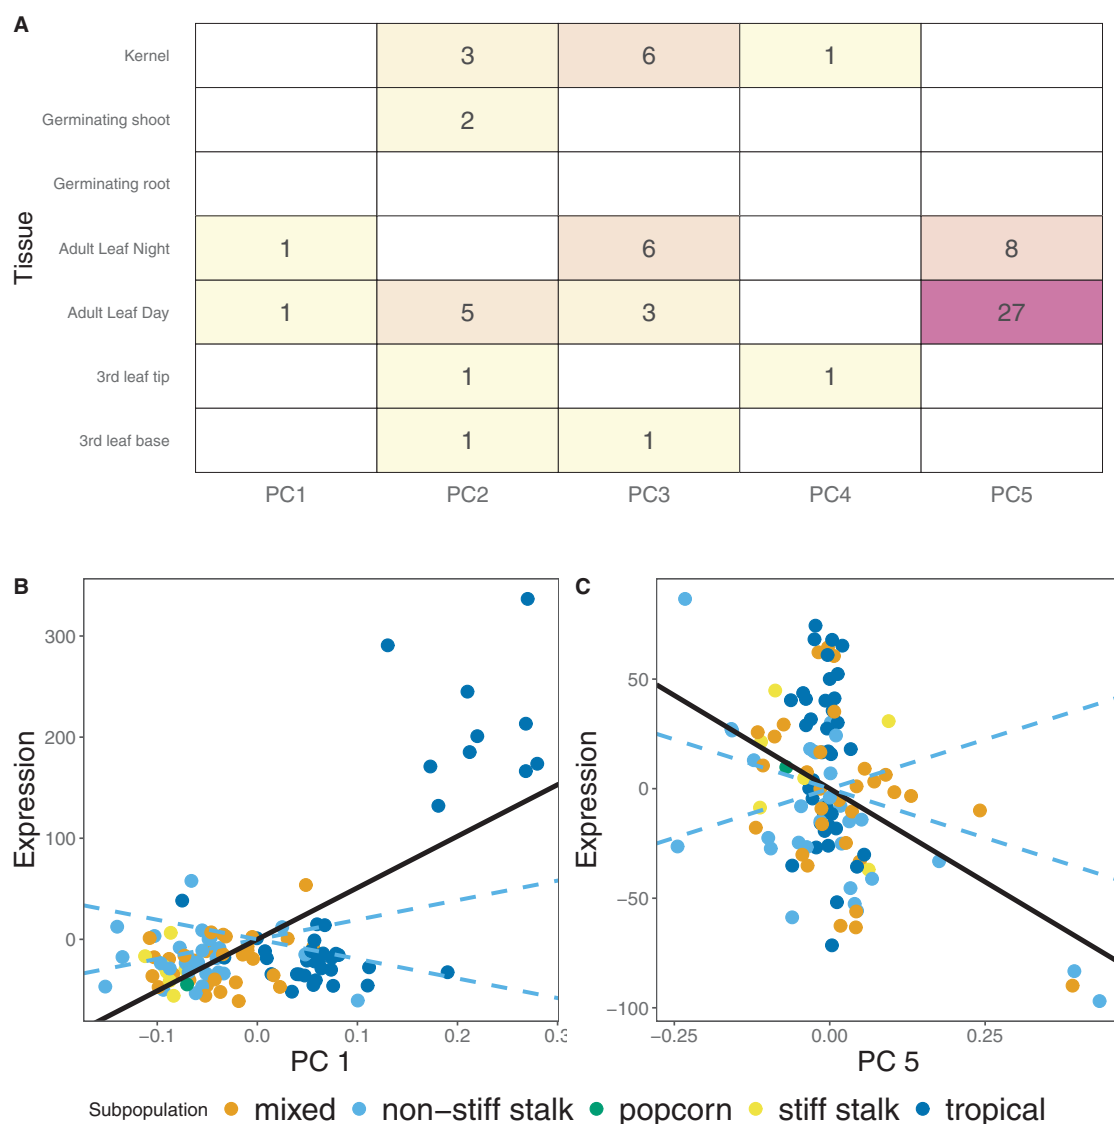 A
Kernel 3 6 1
Germinating shoot 2
Germinating root
Adult Leaf Night 1 6 8
Adult Leaf Day 1 5 3 27
3rd leaf tip 1 1
3rd leaf base 1 1
Tissue
PC1 PC2 PC3 PC4 PC5
B
Expression
300
200
100
0
−0.1 0.0 0.1 0.2 0.3
PC 1
C
Expression
50
0
−50
−100
−0.25 0.00 0.25
PC 5
Subpopulation mixed non−stiff stalk popcorn stiff stalk tropical